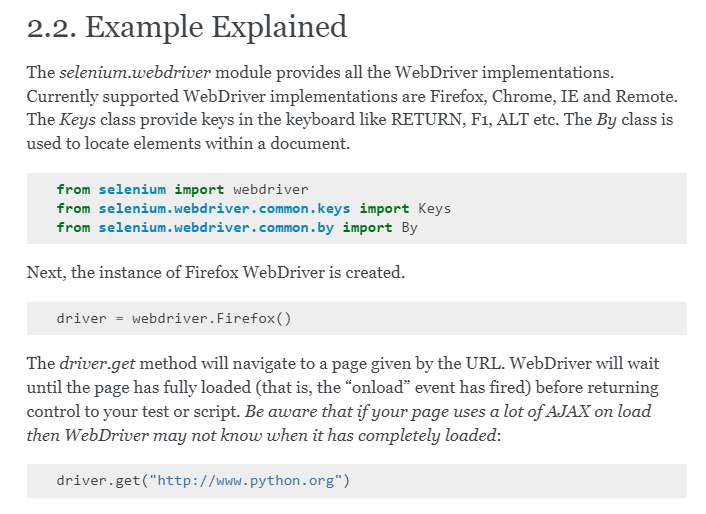 2.2. Example Explained
The selenium.webdriver module provides all the WebDriver implementations.
Currently supported WebDriver implementations are Firefox, Chrome, IE and Remote.
The Keys class provide keys in the keyboard like RETURN, F1, ALT etc. The By class is
used to locate elements within a document.
from selenium import webdriver
from selenium.webdriver.common.keys import Keys
from selenium.webdriver.common.by import By
Next, the instance of Firefox WebDriver is created.
driver = webdriver.Firefox()
The driver.get method will navigate to a page given by the URL. WebDriver will wait
until the page has fully loaded (that is, the “onload” event has fired) before returning
control to your test or script. Be aware that if your page uses a lot of AJAX on load
then WebDriver may not know when it has completely loaded:
driver.get("http://www.python.org")